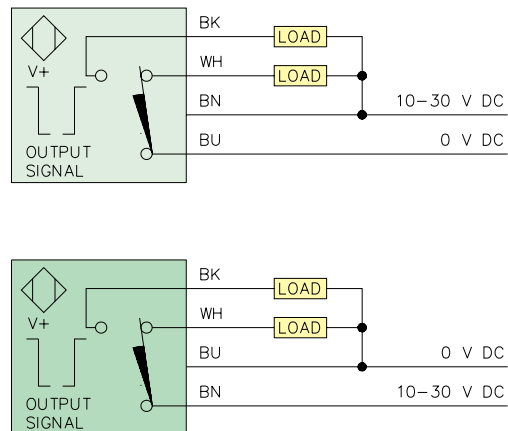 BK
LOAD
WH
LOAD
V+
BN 10-30 V DC
BU 0 V DC
OUTPUT
SIGNAL
BK
LOAD
WH
LOAD
V+
BU 0 V DC
BN 10-30 V DC
OUTPUT
SIGNAL